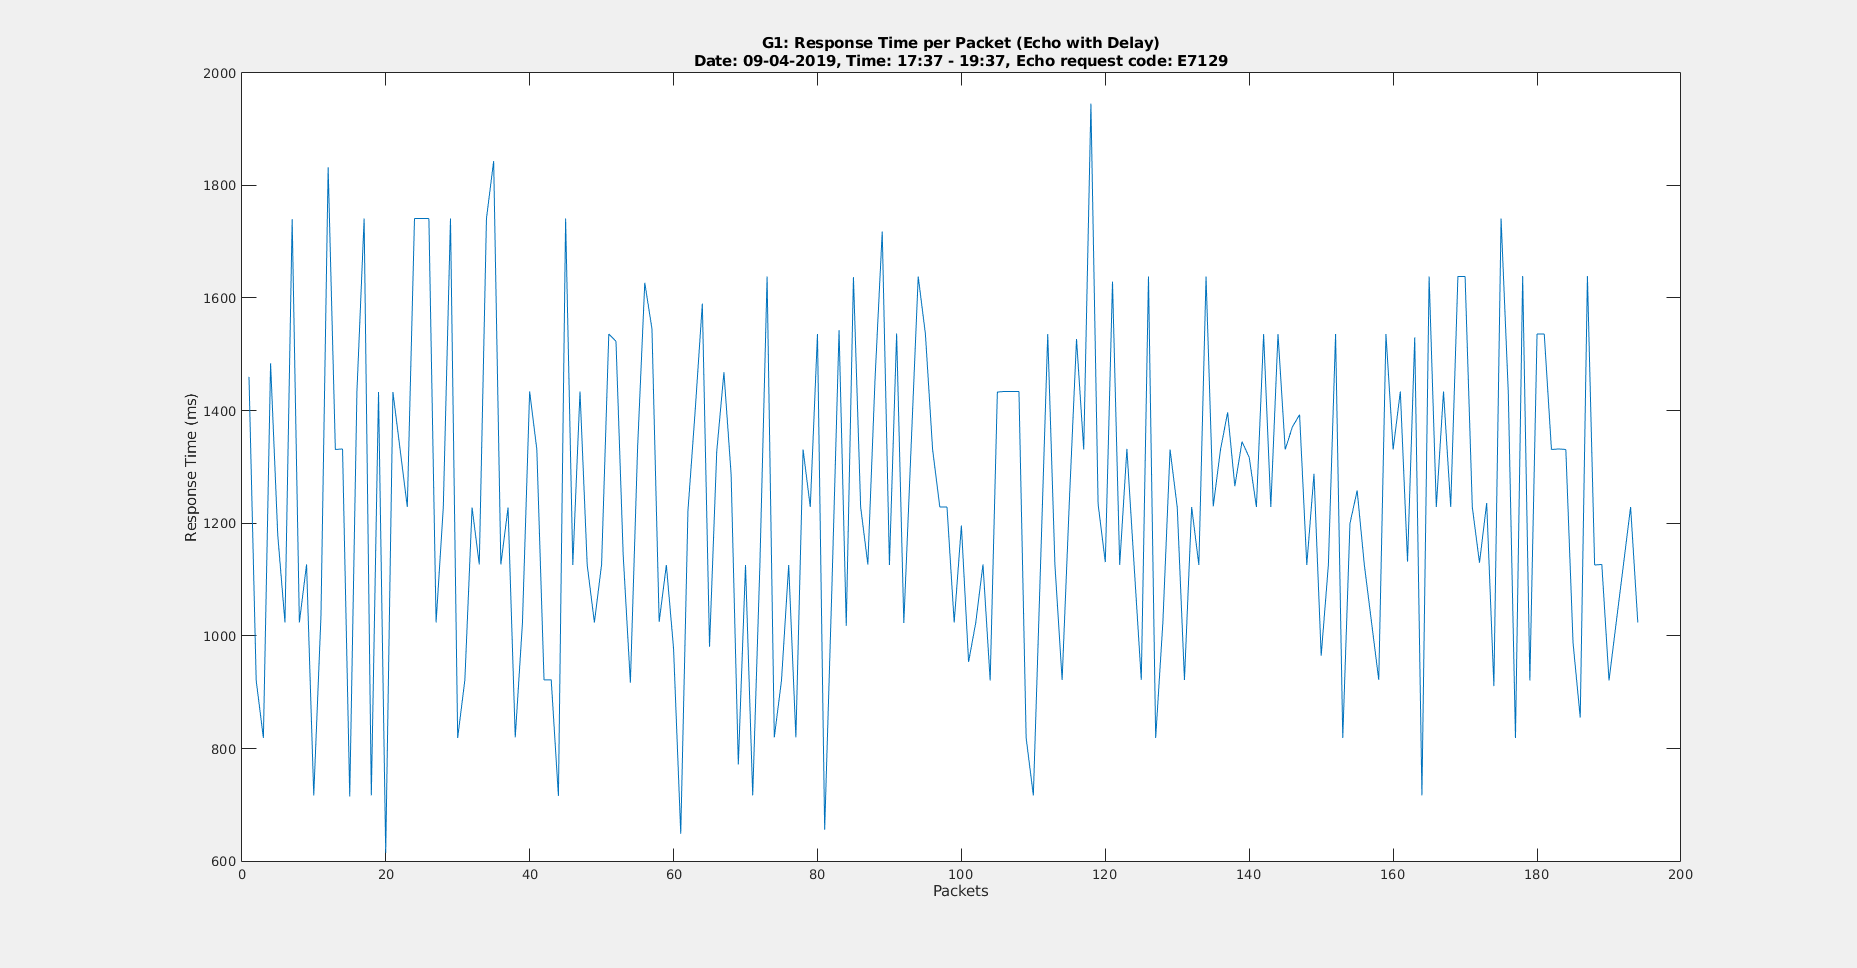 G1: Response Time per Packet (Echo with Delay)
Date: 09-04-2019, Time: 17:37 - 19:37, Echo request code: E7129
2000
1800
1600
1400
1200
1000
800
600
Response Time (ms)
0 20 40 60 80 100 120 140 160 180 200
Packets